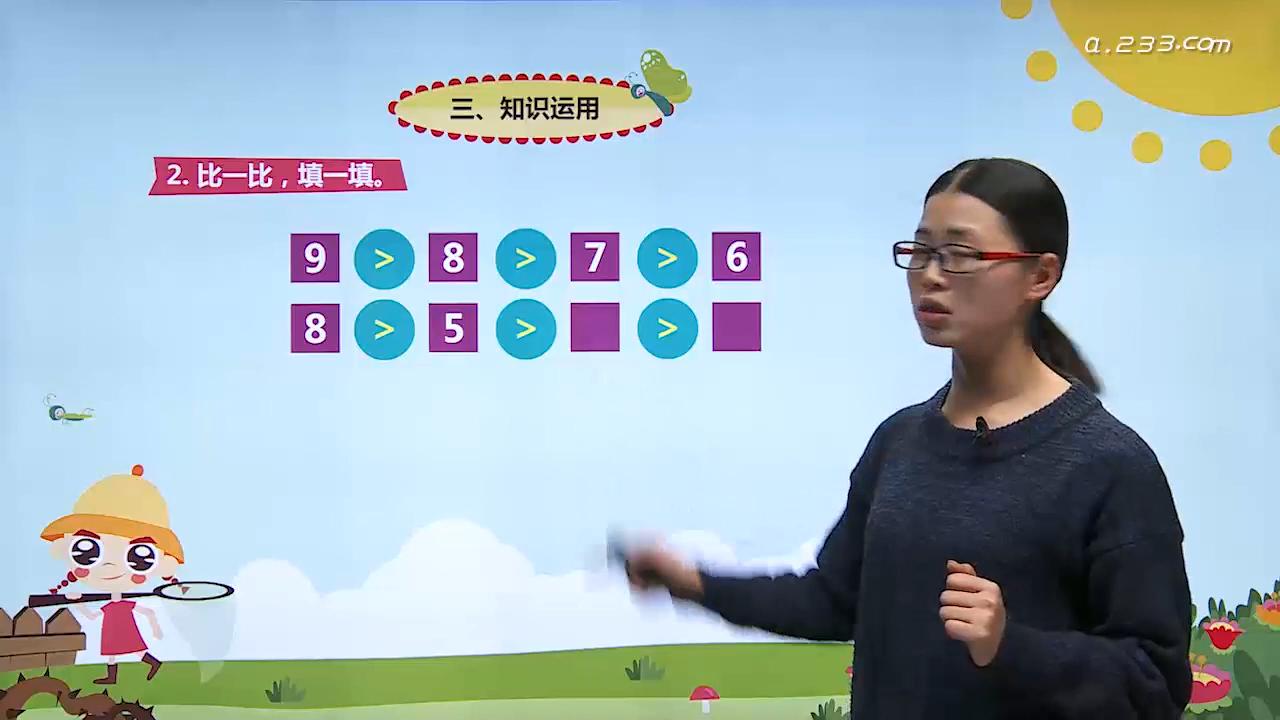 a.233.com
三、知识运用
2. 比一比，填一填。
9 > 8 > 7 > 6
8 > 5 > >